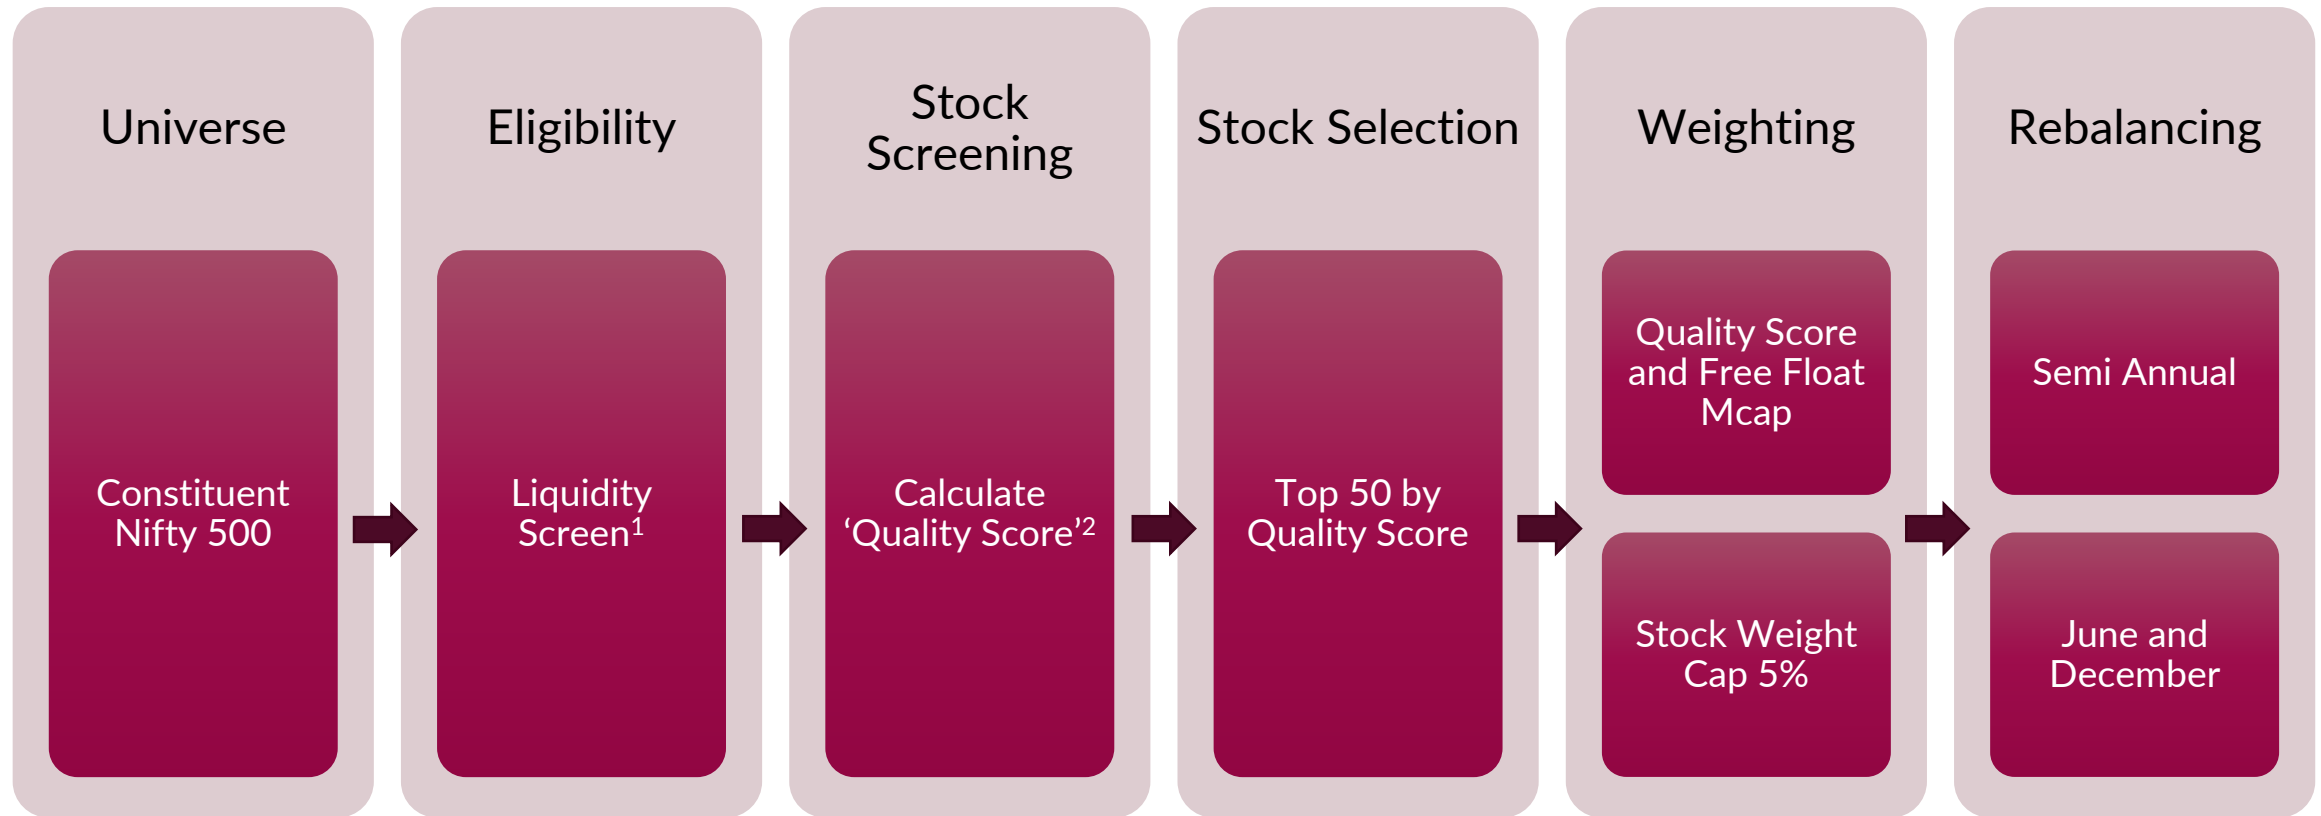 Universe
Constituent
Nifty 500
Eligibility
Liquidity
Screen¹
Stock
Screening
Calculate
‘Quality Score’²
Stock Selection
Top 50 by
Quality Score
Weighting
Quality Score
and Free Float
Mcap
Stock Weight
Cap 5%
Rebalancing
Semi Annual
June and
December